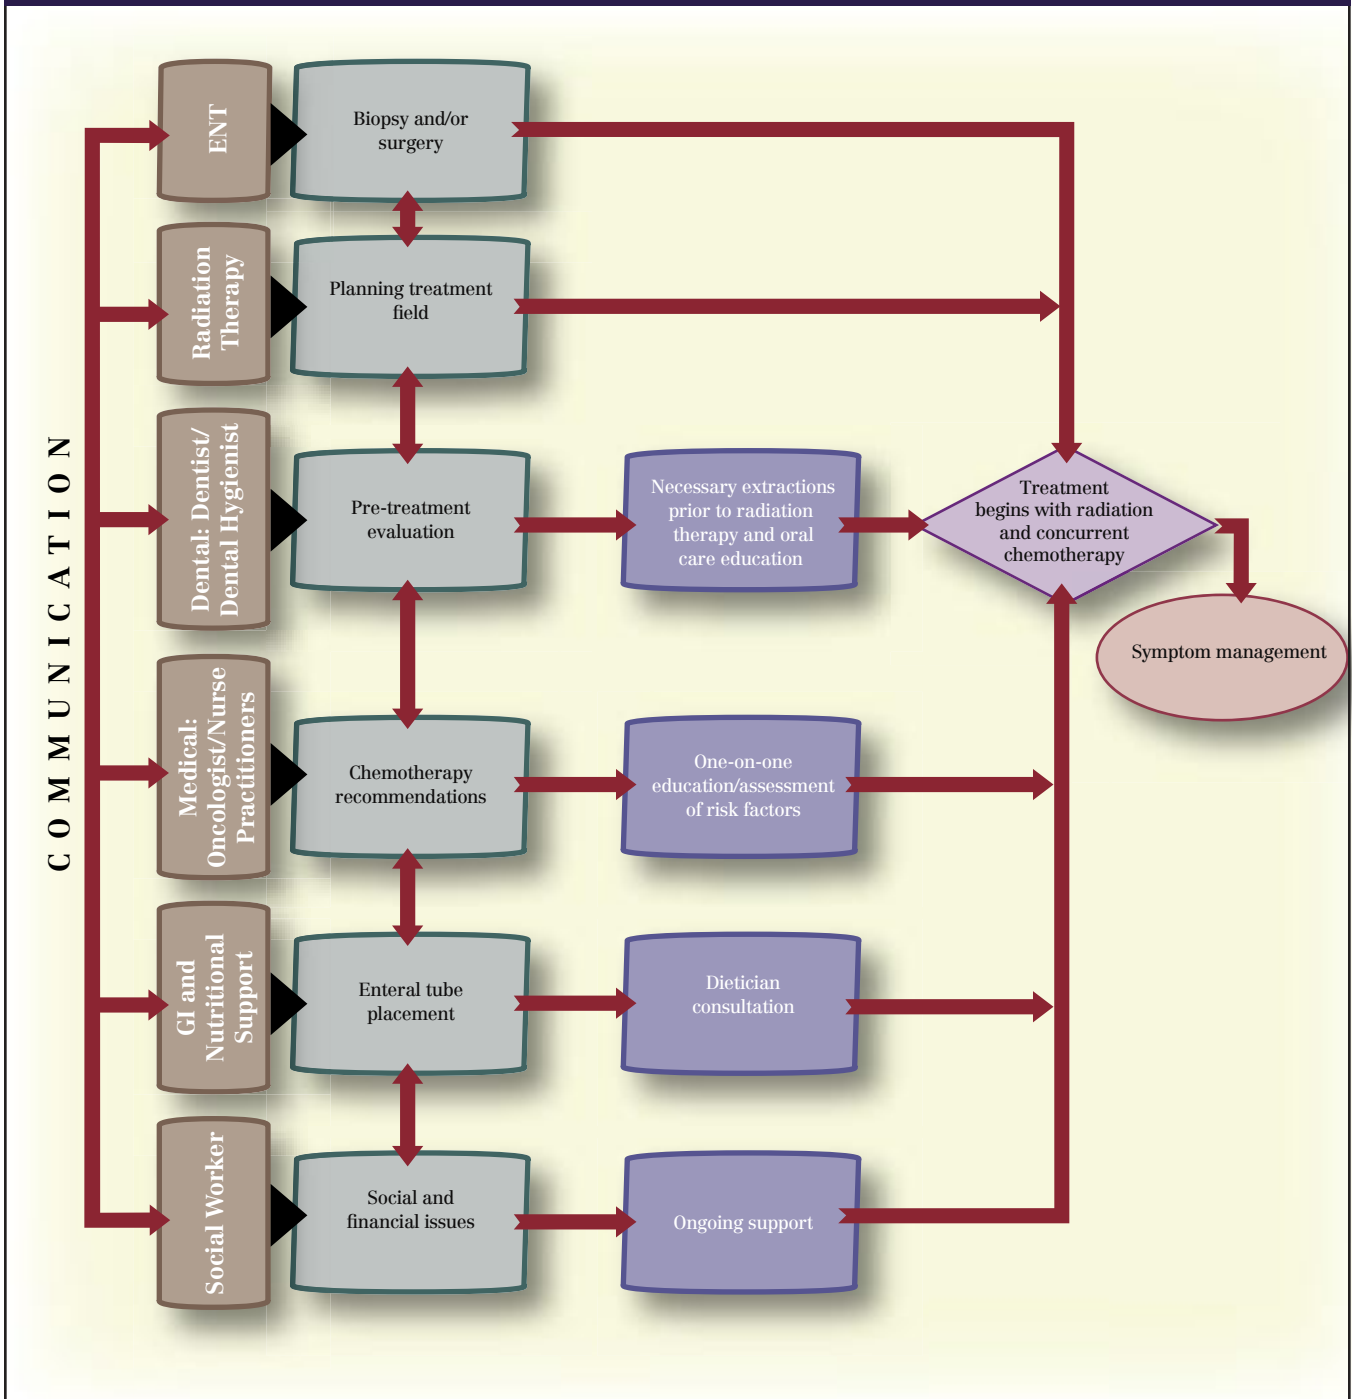 COMMUNICATION
ENT
Biopsy and/or
surgery
Radiation
Therapy
Planning treatment
field
Dental: Dentist/
Dental Hygienist
Pre-treatment
evaluation
Necessary extractions
prior to radiation
therapy and oral
care education
Treatment
begins with radiation
and concurrent
chemotherapy
Symptom management
Medical:
Oncologist/Nurse
Practitioners
Chemotherapy
recommendations
One-on-one
education/assessment
of risk factors
GI and
Nutritional
Support
Enteral tube
placement
Dietician
consultation
Social Worker
Social and
financial issues
Ongoing support